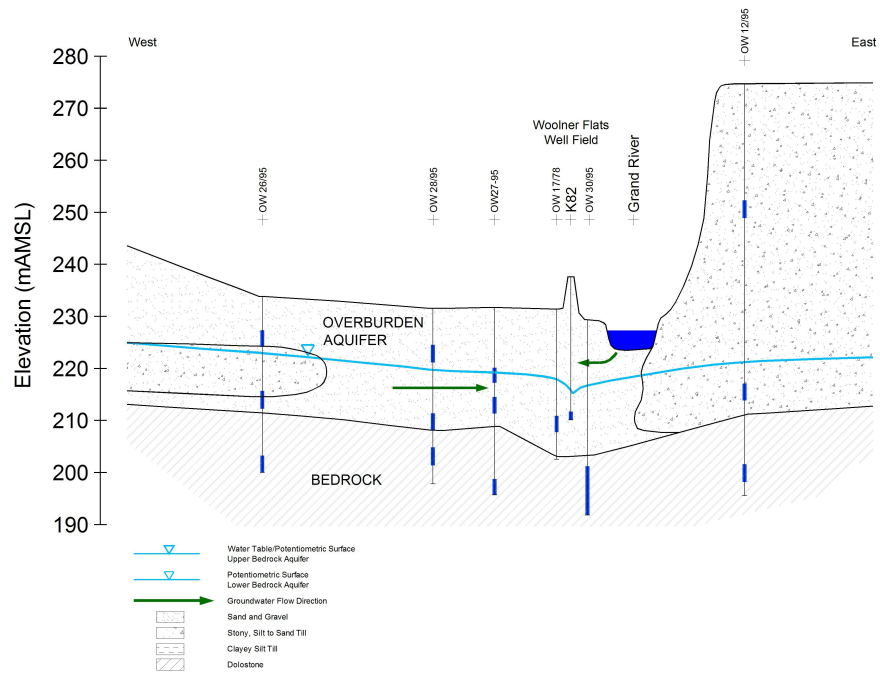 West
East
OW 12/95
Woolner Flats
Well Field
OW 26/95
OW 28/95
OW27-95
OW 17/78
K82
OW 30/95
Grand River
Elevation (mAMSL)
280
270
260
250
240
230
220
210
200
190
OVERBURDEN
AQUIFER
BEDROCK
Water Table/Potentiometric Surface
Upper Bedrock Aquifer
Potentiometric Surface
Lower Bedrock Aquifer
Groundwater Flow Direction
Sand and Gravel
Stony, Silt to Sand Till
Clayey Silt Till
Dolostone